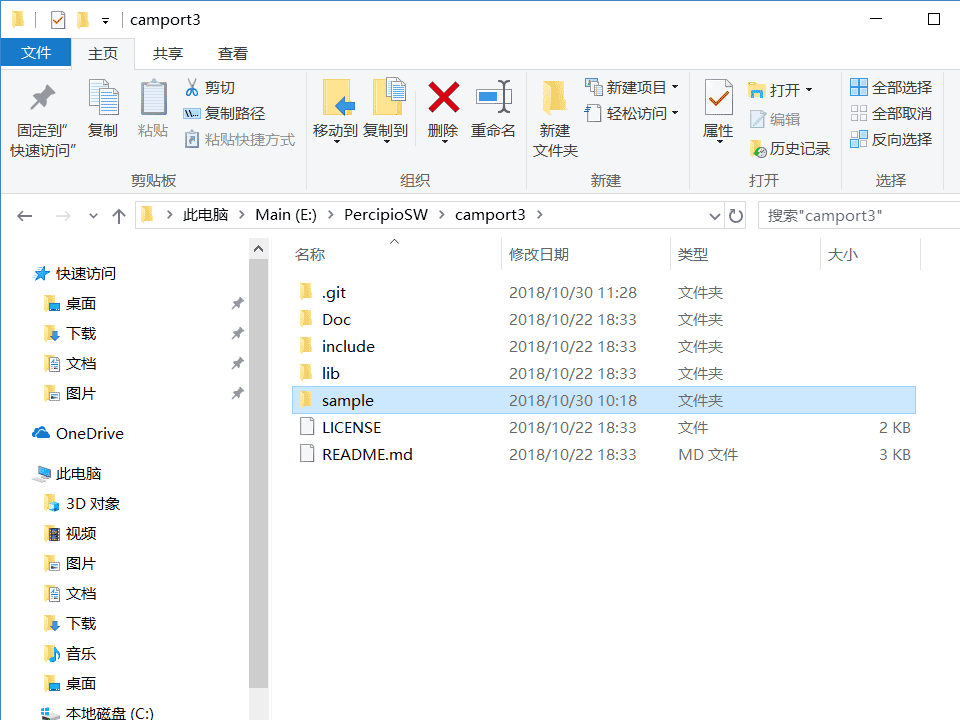 camport3
文件 主页 共享 查看
固定到"快速访问"
复制
粘贴
剪切
复制路径
粘贴快捷方式
移动到 复制到 删除 重命名
新建文件夹
新建项目
轻松访问
属性
打开
编辑
历史记录
全部选择
全部取消
反向选择
剪贴板 组织 新建 打开 选择
此电脑 > Main (E:) > PercipioSW > camport3 >
搜索"camport3"
名称 修改日期 类型 大小
.git 2018/10/30 11:28 文件夹
Doc 2018/10/22 18:33 文件夹
include 2018/10/22 18:33 文件夹
lib 2018/10/22 18:33 文件夹
sample 2018/10/30 10:18 文件夹
LICENSE 2018/10/22 18:33 文件 2 KB
README.md 2018/10/22 18:33 MD 文件 3 KB
快速访问
桌面
下载
文档
图片
OneDrive
此电脑
3D 对象
视频
图片
文档
下载
音乐
桌面
本地磁盘 (C:)